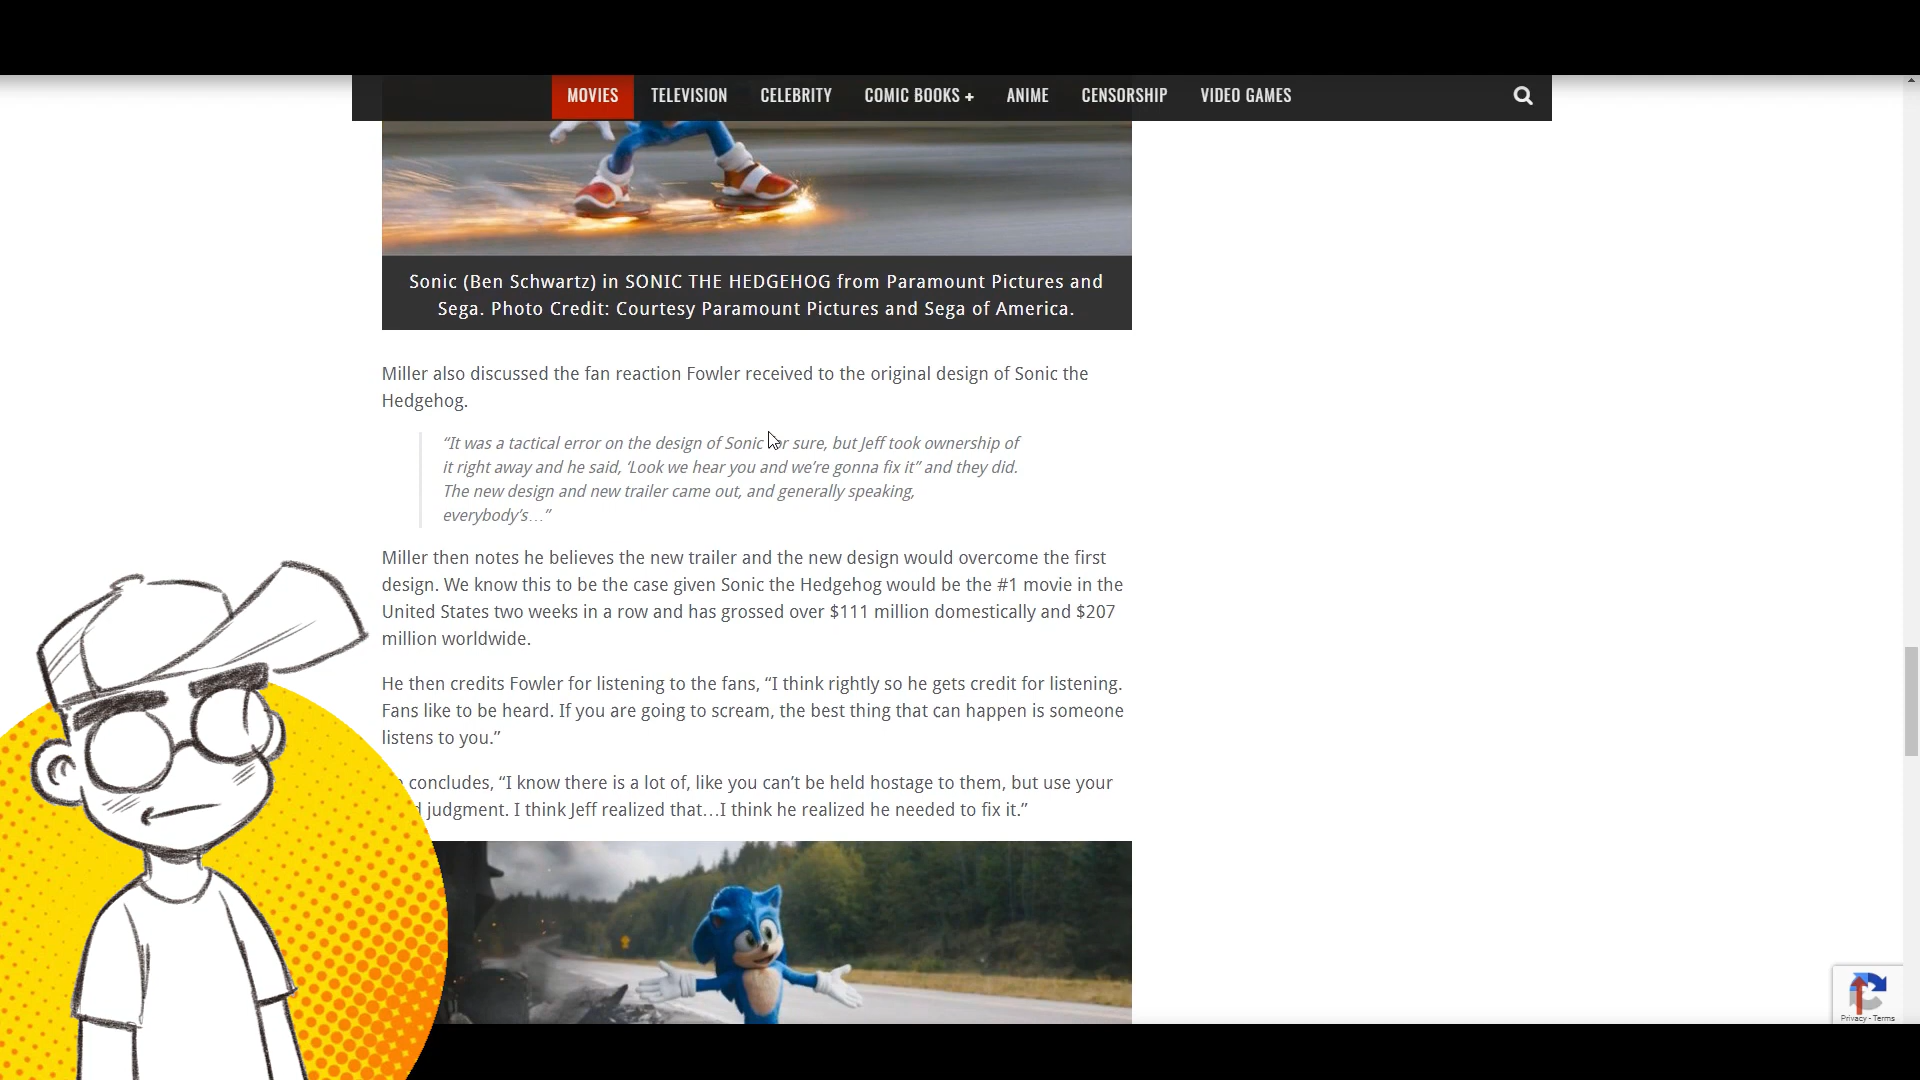 MOVIES TELEVISION CELEBRITY COMIC BOOKS + ANIME CENSORSHIP VIDEO GAMES
Sonic (Ben Schwartz) in SONIC THE HEDGEHOG from Paramount Pictures and
Sega. Photo Credit: Courtesy Paramount Pictures and Sega of America.
Miller also discussed the fan reaction Fowler received to the original design of Sonic the
Hedgehog.
“It was a tactical error on the design of Sonic sure, but Jeff took ownership of
it right away and he said, ‘Look we hear you and we’re gonna fix it” and they did.
The new design and new trailer came out, and generally speaking,
everybody’s…”
Miller then notes he believes the new trailer and the new design would overcome the first
design. We know this to be the case given Sonic the Hedgehog would be the #1 movie in the
United States two weeks in a row and has grossed over $111 million domestically and $207
million worldwide.
He then credits Fowler for listening to the fans, “I think rightly so he gets credit for listening.
Fans like to be heard. If you are going to scream, the best thing that can happen is someone
listens to you.”
concludes, “I know there is a lot of, like you can’t be held hostage to them, but use your
judgment. I think Jeff realized that…I think he realized he needed to fix it.”
Privacy - Terms